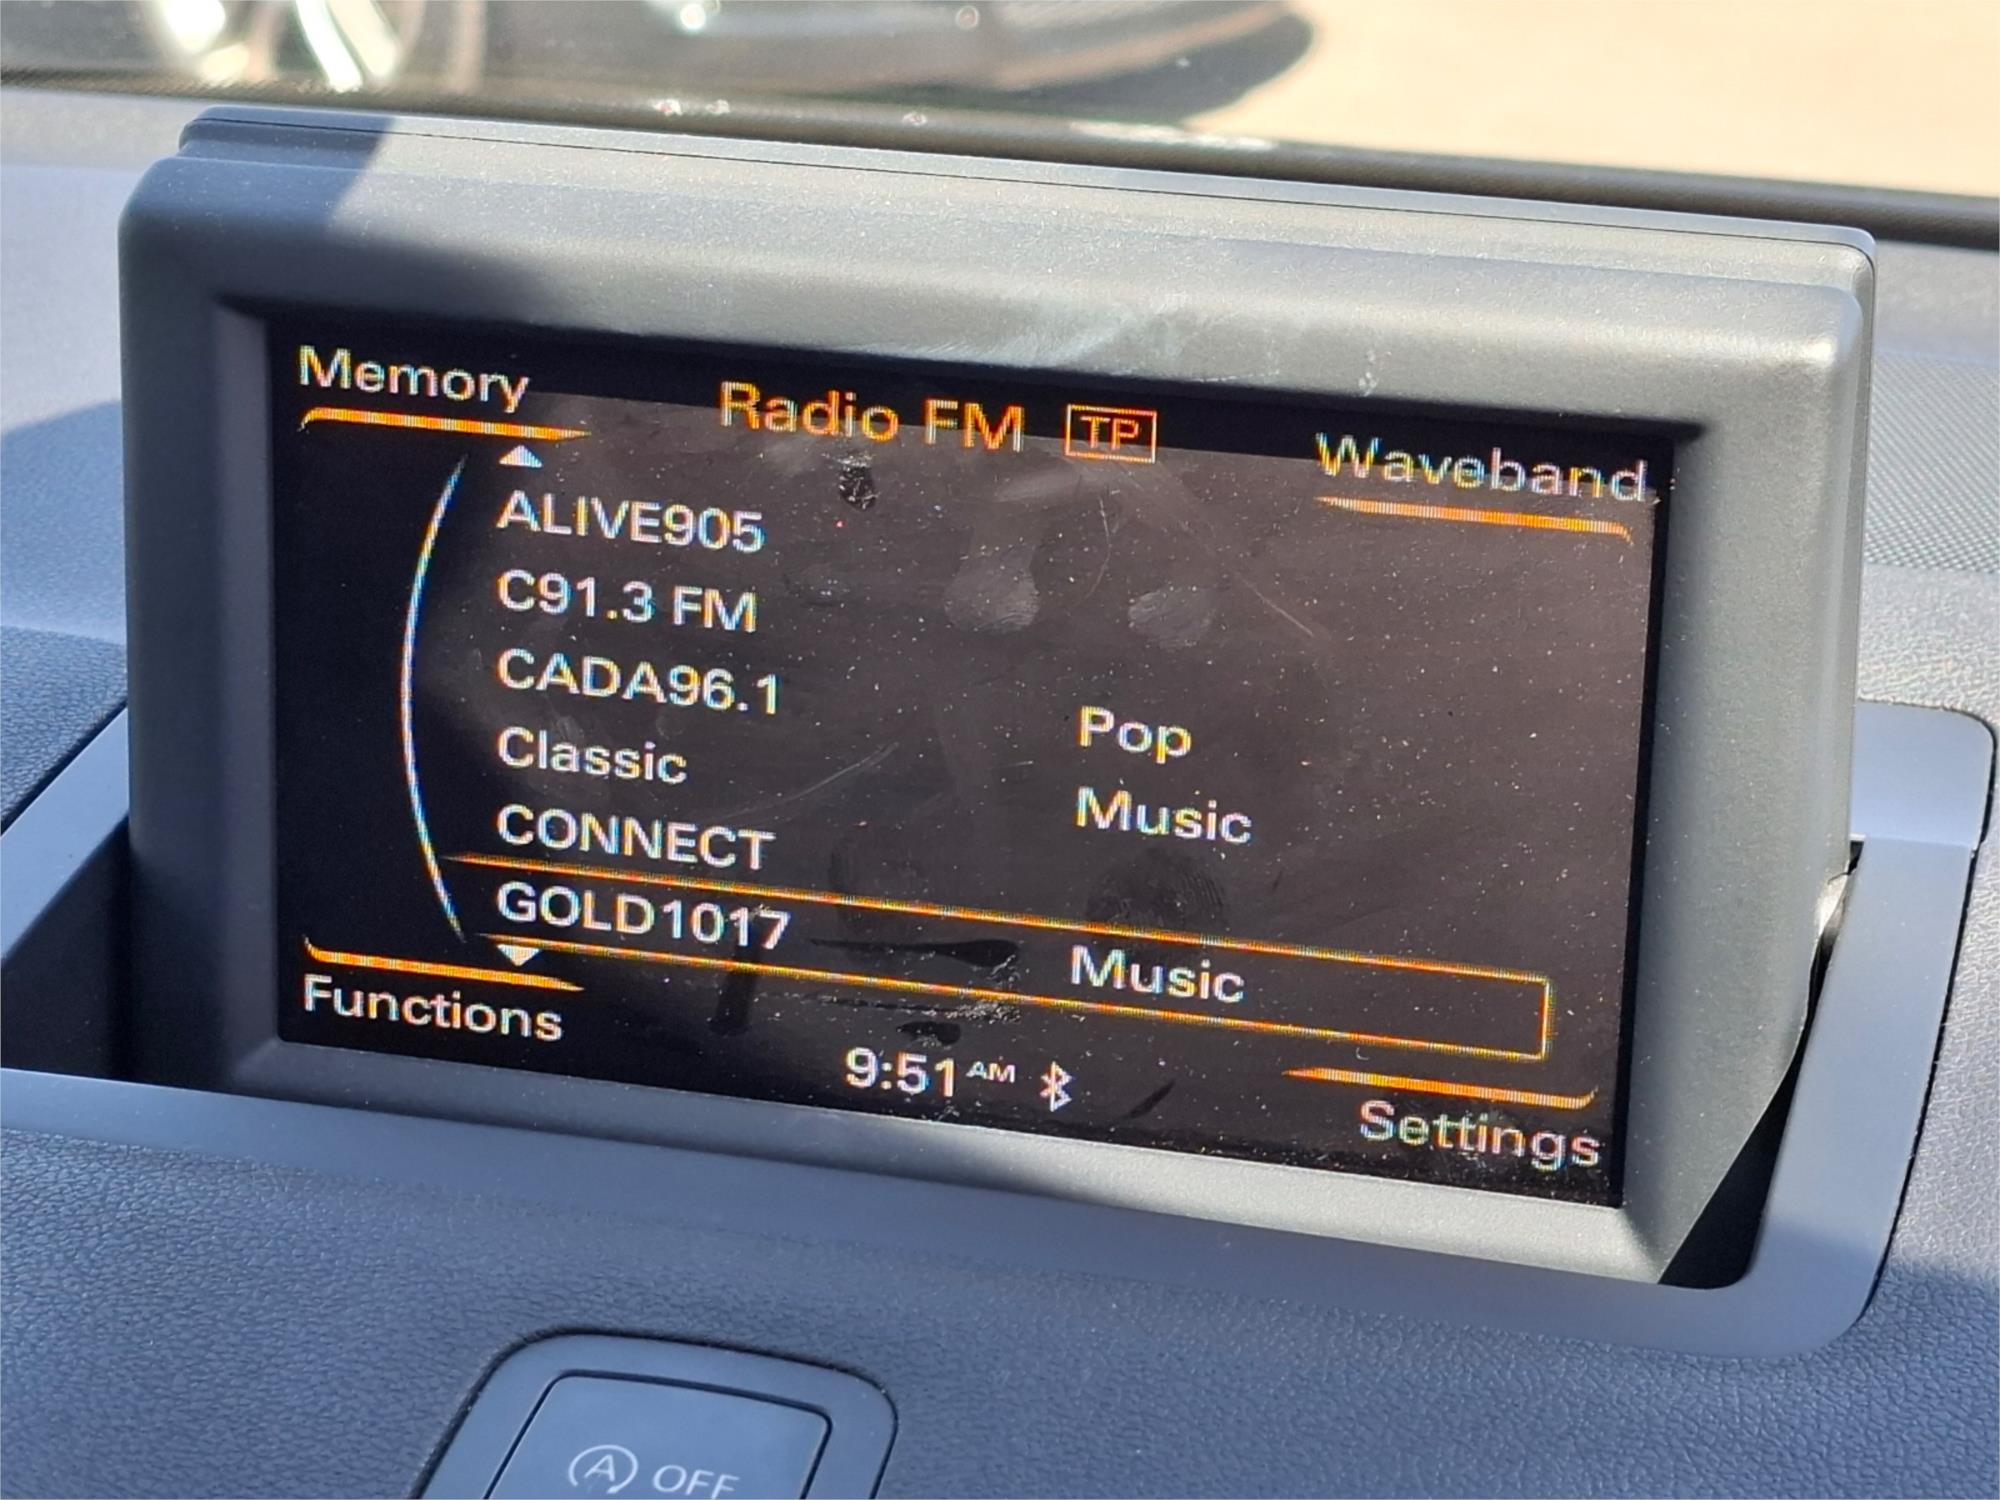 Memory
Radio FM TP
Waveband
ALIVE905
C91.3 FM
CADA96.1 Pop
Classic Music
CONNECT
GOLD1017 Music
Functions
9:51 AM
Settings
A OFF